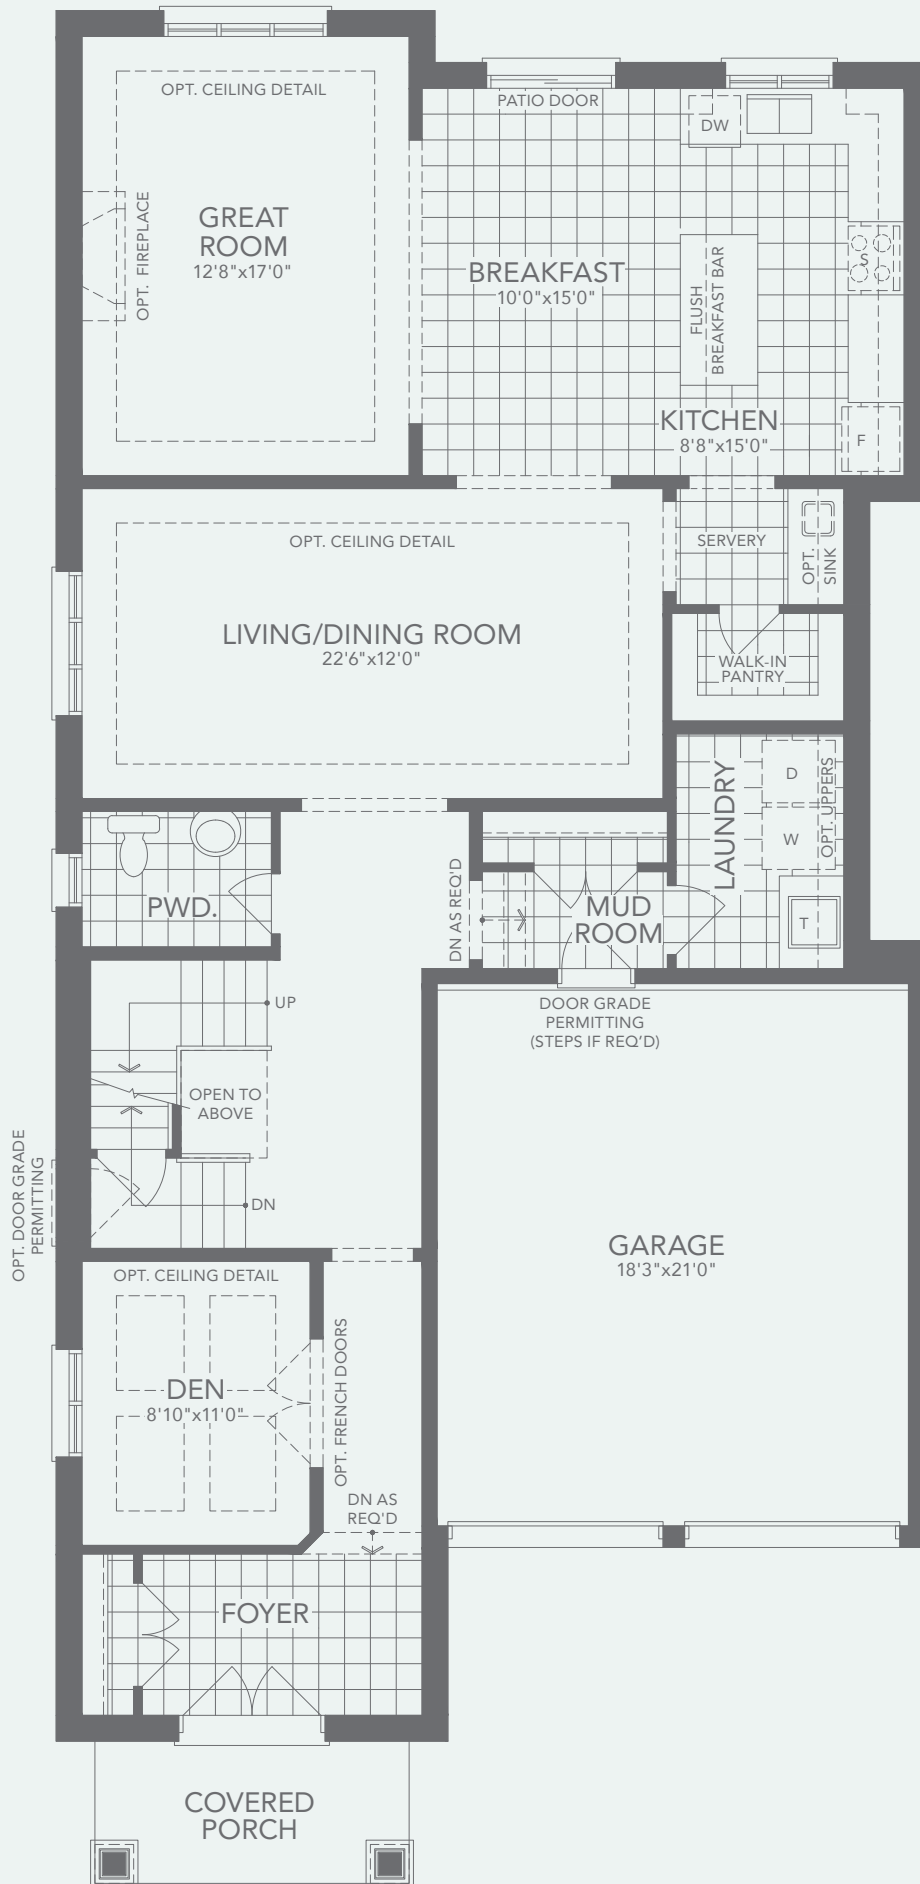 OPT. CEILING DETAIL
PATIO DOOR
DW
OPT. FIREPLACE
GREAT
ROOM
12'8"x17'0"
BREAKFAST
10'0"x15'0"
FLUSH
BREAKFAST BAR
S
KITCHEN
8'8"x15'0"
F
OPT. CEILING DETAIL
SERVERY
OPT.
SINK
LIVING/DINING ROOM
22'6"x12'0"
WALK-IN
PANTRY
LAUNDRY
D
W
OPT. UPPERS
T
PWD.
DN AS REQ'D
MUD
ROOM
UP
DOOR GRADE
PERMITTING
(STEPS IF REQ'D)
OPEN TO
ABOVE
OPT. DOOR GRADE
PERMITTING
DN
GARAGE
18'3"x21'0"
OPT. CEILING DETAIL
DEN
8'10"x11'0"
OPT. FRENCH DOORS
DN AS
REQ'D
FOYER
COVERED
PORCH